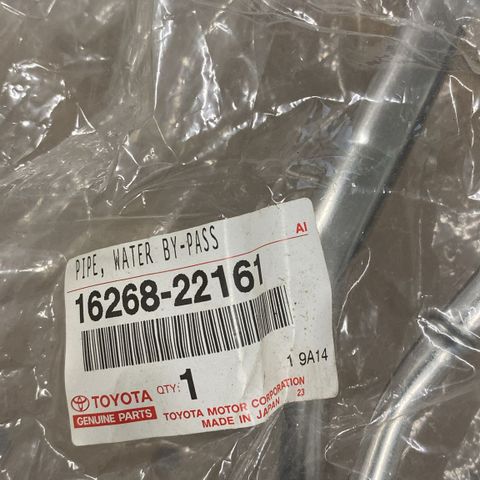 PIPE, WATER BY-PASS
AI
16268-22161
1 9A14
TOYOTA QTY: 1
GENUINE PARTS
TOYOTA MOTOR CORPORATION
MADE IN JAPAN 23